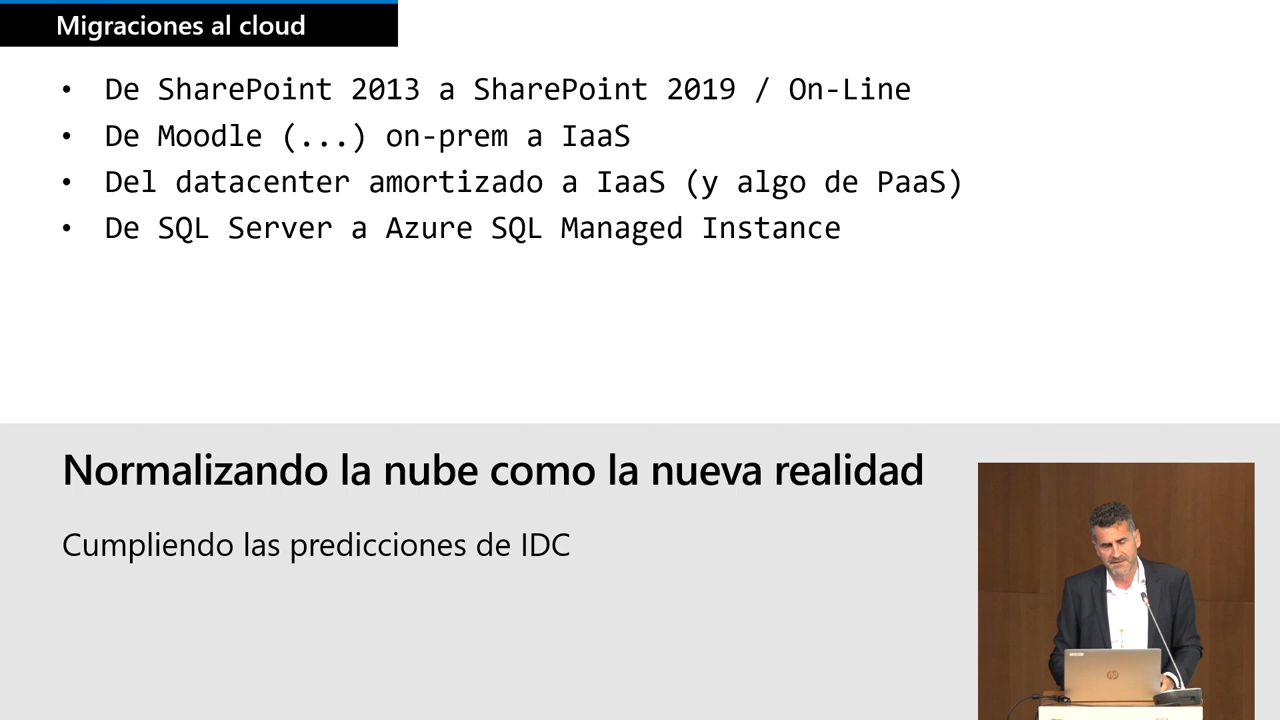 Migraciones al cloud
• De SharePoint 2013 a SharePoint 2019 / On-Line
• De Moodle (...) on-prem a IaaS
• Del datacenter amortizado a IaaS (y algo de PaaS)
• De SQL Server a Azure SQL Managed Instance
Normalizando la nube como la nueva realidad
Cumpliendo las predicciones de IDC
hp